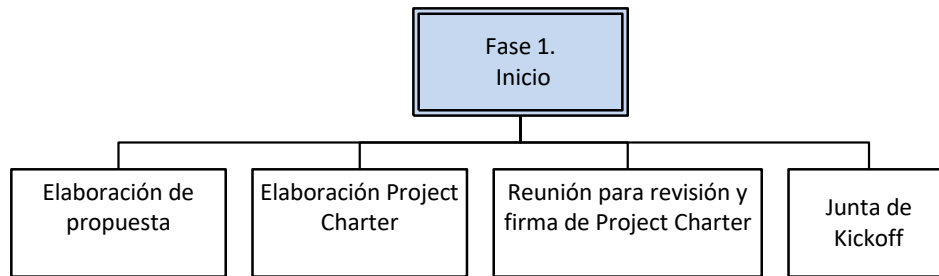 Fase 1.
Inicio
Elaboración de
propuesta
Elaboración Project
Charter
Reunión para revisión y
firma de Project Charter
Junta de
Kickoff